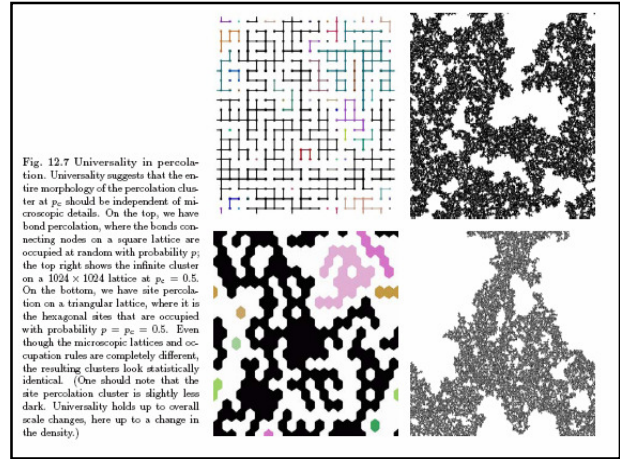 Fig. 12.7 Universality in percola-
tion. Universality suggests that the en-
tire morphology of the percolation clus-
ter at pc should be independent of mi-
croscopic details. On the top, we have
bond percolation, where the bonds con-
necting nodes on a square lattice are
occupied at random with probability p;
the top right shows the infinite cluster
on a 1024 × 1024 lattice at pc = 0.5.
On the bottom, we have site perco-
lation on a triangular lattice, where it is
the hexagonal sites that are occupied
with probability p = pc = 0.5. Even
though the microscopic lattices and oc-
cupation rules are completely different,
the resulting clusters look statistically
identical. (One should note that the
site percolation cluster is slightly less
dark. Universality holds up to overall
scale changes, here up to a change in
the density.)